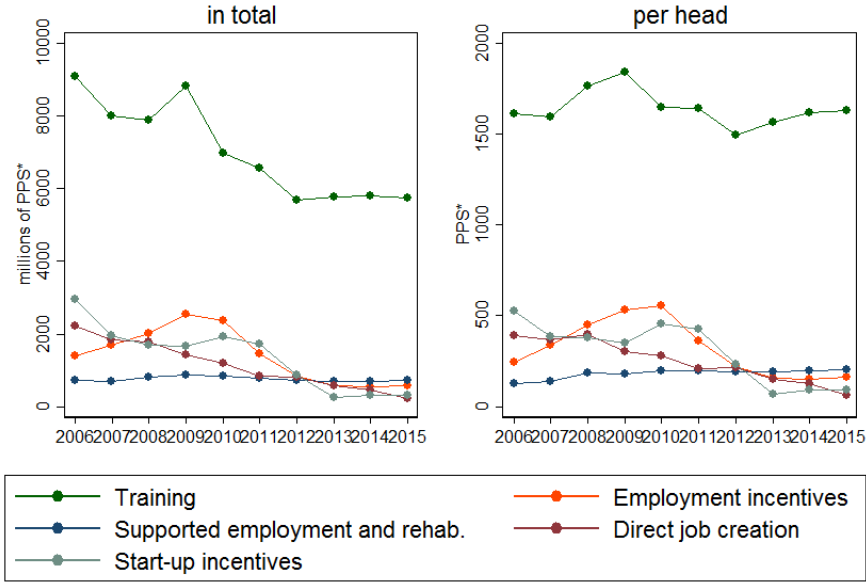 in total
per head
millions of PPS*
10000
8000
6000
4000
2000
0
2006 2007 2008 2009 2010 2011 2012 2013 2014 2015
PPS*
2000
1500
1000
500
0
2006 2007 2008 2009 2010 2011 2012 2013 2014 2015
Training
Employment incentives
Supported employment and rehab.
Direct job creation
Start-up incentives